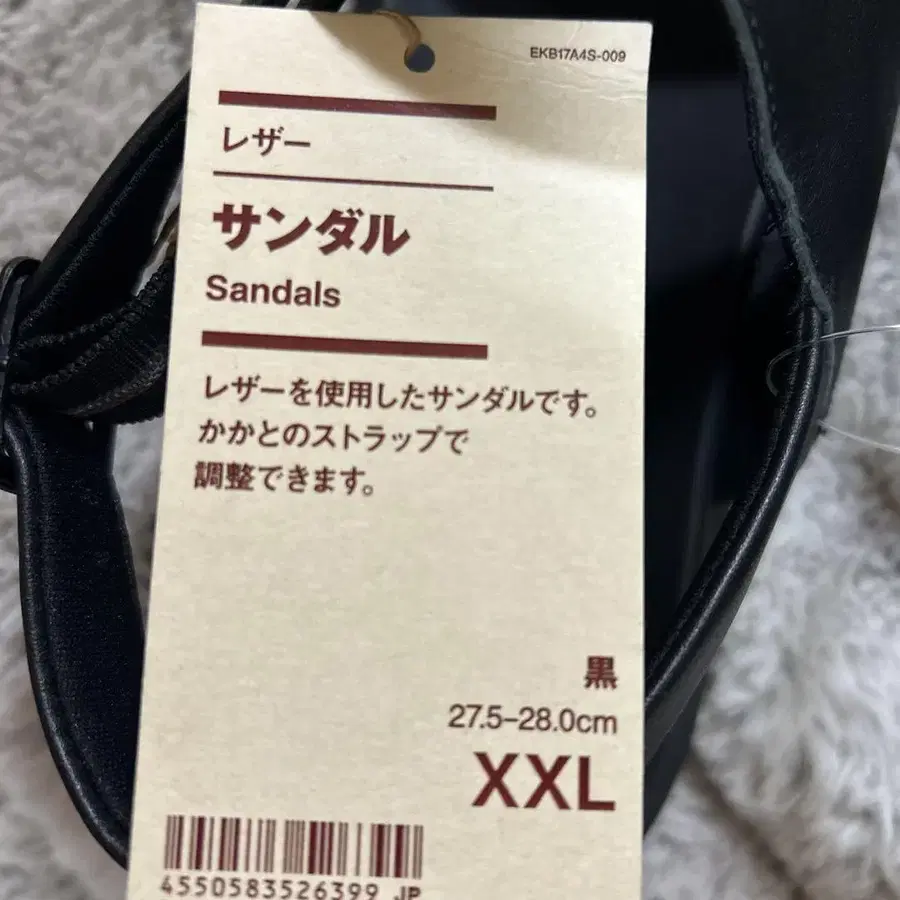 EKB17A4S-009
レザー
サンダル
Sandals
レザーを使用したサンダルです。
かかとのストラップで
調整できます。
黒
27.5-28.0cm
XXL
4550583526399 JP